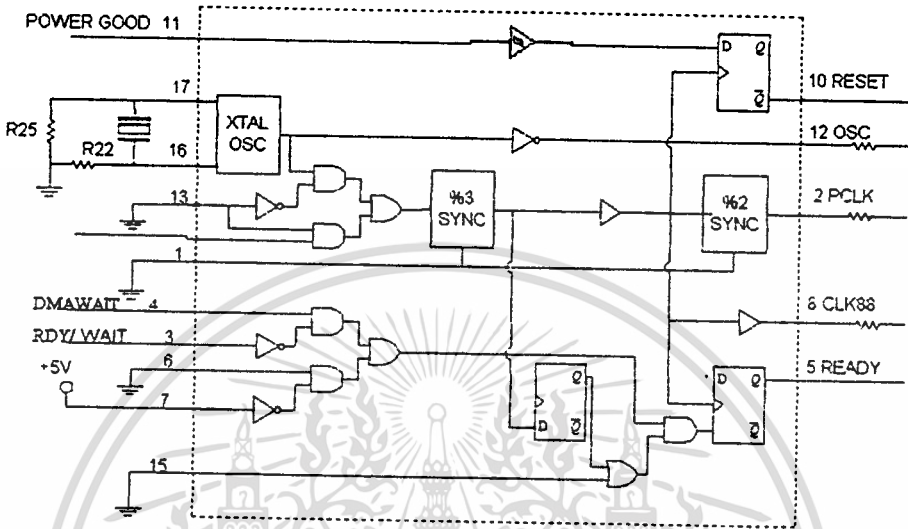 POWER GOOD 11
D Q
Q
10 RESET
17
R25
XTAL
OSC
R22
16
12 OSC
13
%3
SYNC
%2
SYNC
2 PCLK
1
DMAWAIT 4
RDY/ WAIT 3
8 CLK88
+5V
6
7
Q
D Q
D Q
Q
5 READY
15